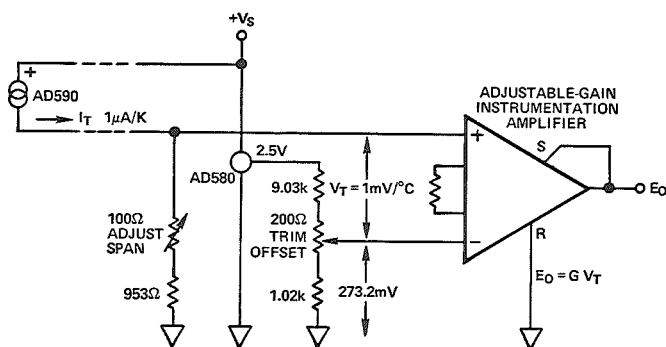 +VS
+
AD590
IT 1μA/K
ADJUSTABLE-GAIN
INSTRUMENTATION
AMPLIFIER
+
S
2.5V
AD580
9.03k
VT = 1mV/°C
EO
100Ω
ADJUST
SPAN
200Ω
TRIM
OFFSET
−
R
953Ω
1.02k
273.2mV
EO = G VT